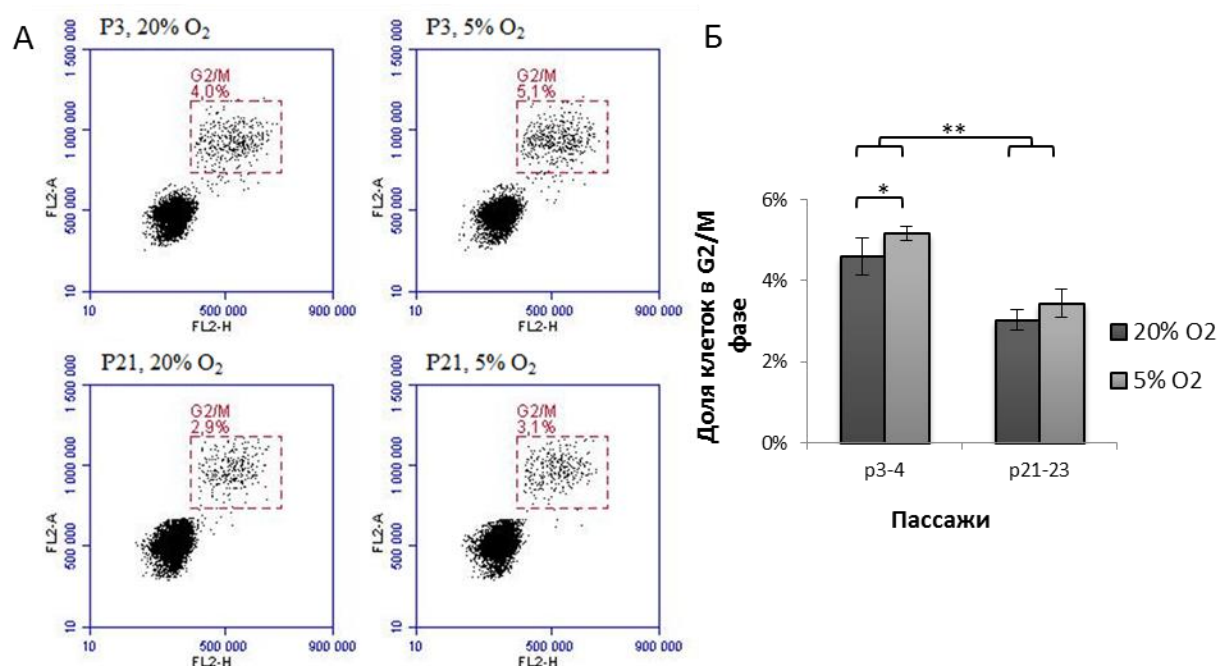 А
P3, 20% O₂
1 500 000
1 000 000
500 000
10
FL2-A
G2/M
4,0%
10
500 000
900 000
FL2-H
P3, 5% O₂
1 500 000
1 000 000
500 000
10
FL2-A
G2/M
5,1%
10
500 000
900 000
FL2-H
P21, 20% O₂
1 500 000
1 000 000
500 000
10
FL2-A
G2/M
2,9%
10
500 000
900 000
FL2-H
P21, 5% O₂
1 500 000
1 000 000
500 000
10
FL2-A
G2/M
3,1%
10
500 000
900 000
FL2-H
Б
**
*
Доля клеток в G2/M
фазе
6%
4%
2%
0%
p3-4
p21-23
Пассажи
20% O2
5% O2